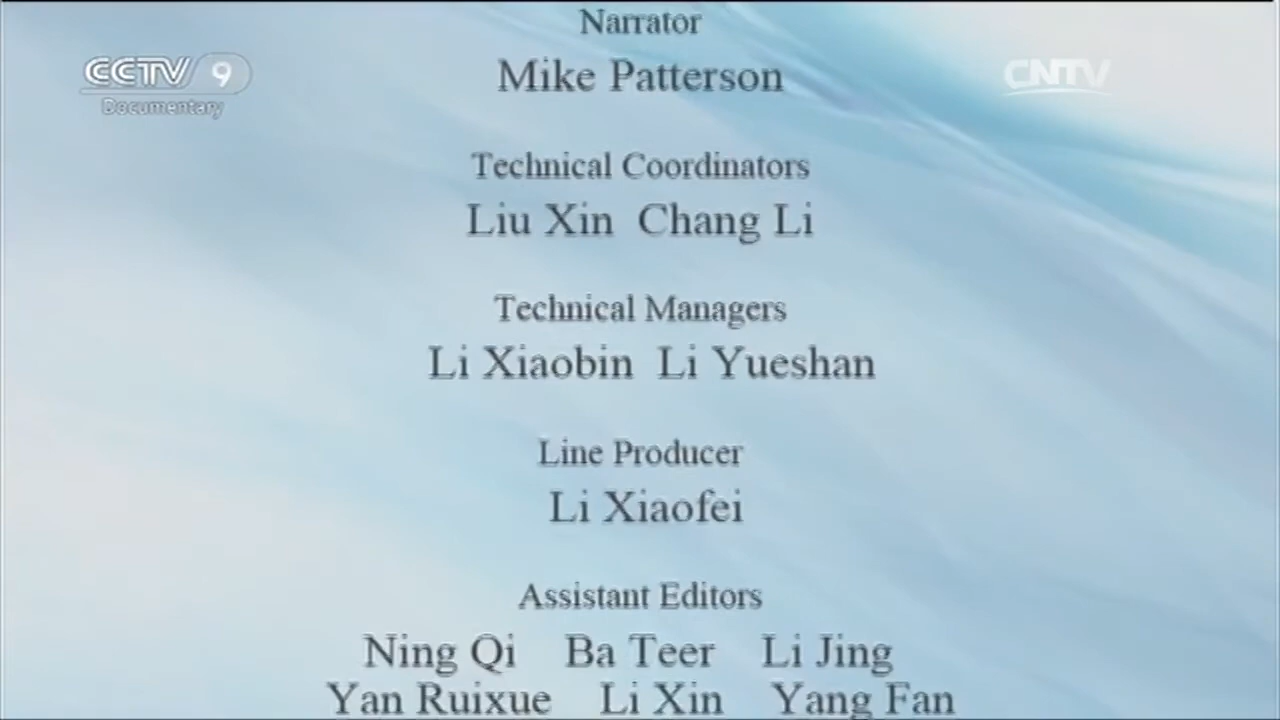 Narrator
CCTV 9
Documentary
CNTV
Mike Patterson
Technical Coordinators
Liu Xin Chang Li
Technical Managers
Li Xiaobin Li Yueshan
Line Producer
Li Xiaofei
Assistant Editors
Ning Qi Ba Teer Li Jing
Yan Ruixue Li Xin Yang Fan